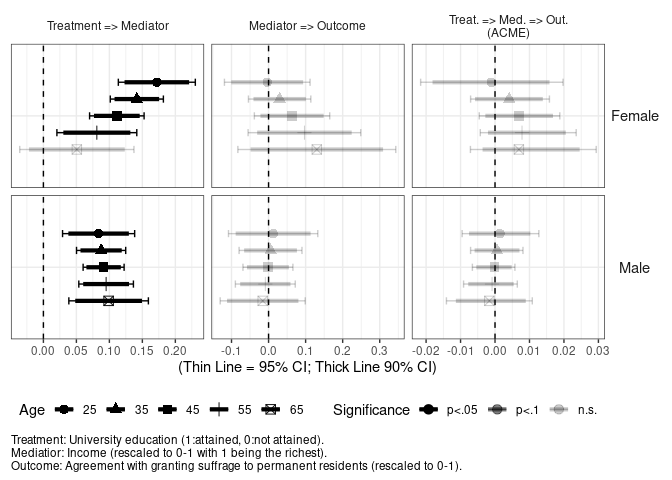 Treatment => Mediator
Mediator => Outcome
Treat. => Med. => Out.
(ACME)
Female
Male
0.00 0.05 0.10 0.15 0.20
-0.1 0.0 0.1 0.2 0.3
-0.02 -0.01 0.00 0.01 0.02 0.03
(Thin Line = 95% CI; Thick Line 90% CI)
Age 25 35 45 55 65 Significance p<.05 p<.1 n.s.
Treatment: University education (1:attained, 0:not attained).
Mediatior: Income (rescaled to 0-1 with 1 being the richest).
Outcome: Agreement with granting suffrage to permanent residents (rescaled to 0-1).